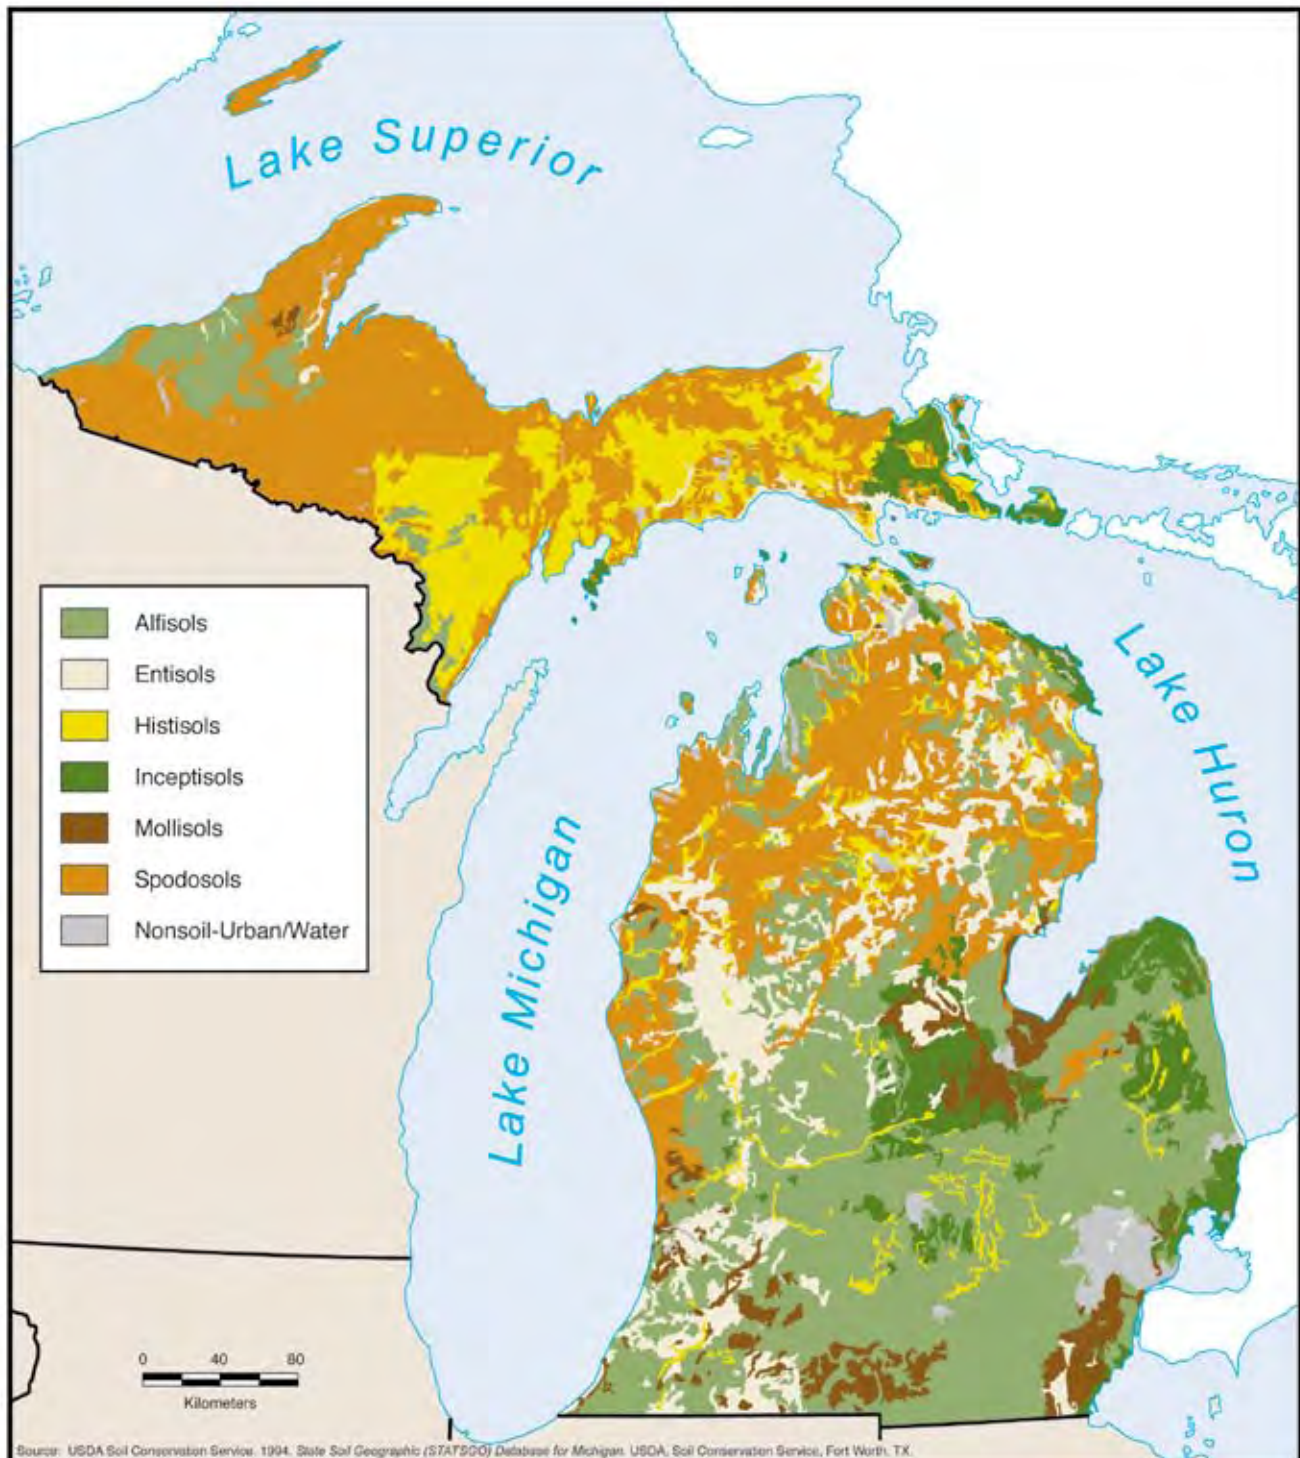 Lake Superior
Lake Michigan
Lake Huron
Alfisols
Entisols
Histisols
Inceptisols
Mollisols
Spodosols
Nonsoil-Urban/Water
0 40 80
Kilometers
Source: USDA Soil Conservation Service. 1994. State Soil Geographic (STATSGO) Database for Michigan. USDA, Soil Conservation Service, Fort Worth, TX.